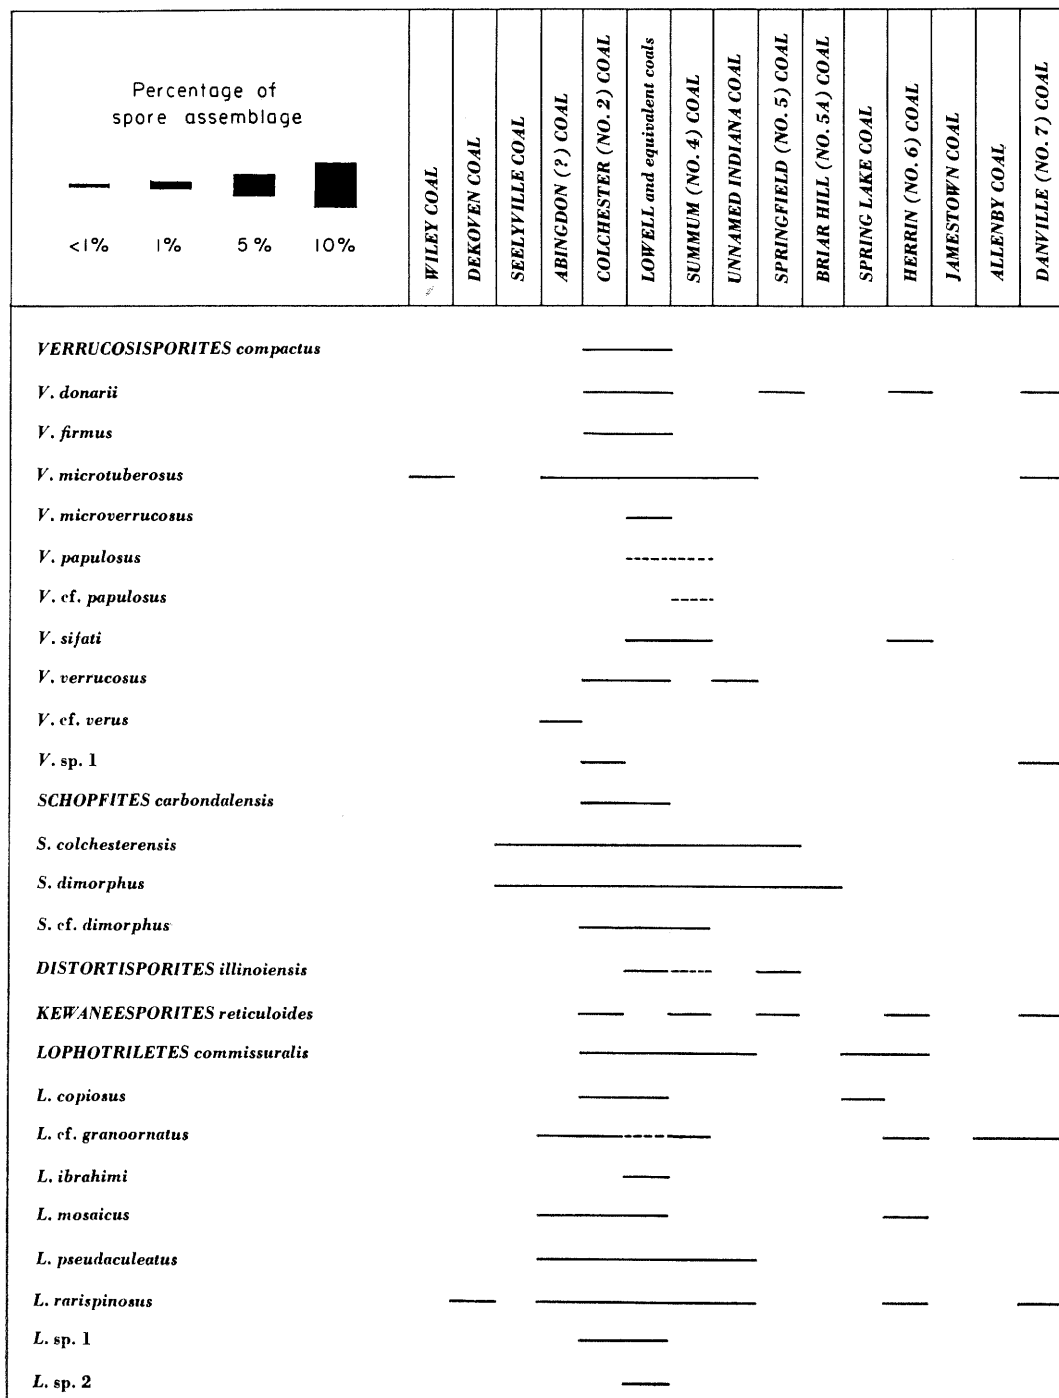 Percentage of
spore assemblage
<1%
1%
5%
10%
WILEY COAL
DEKOVEN COAL
SEELYVILLE COAL
ABINGDON (?) COAL
COLCHESTER (NO. 2) COAL
LOWELL and equivalent coals
SUMMUM (NO. 4) COAL
UNNAMED INDIANA COAL
SPRINGFIELD (NO. 5) COAL
BRIAR HILL (NO. 5A) COAL
SPRING LAKE COAL
HERRIN (NO. 6) COAL
JAMESTOWN COAL
ALLENBY COAL
DANVILLE (NO. 7) COAL
VERRUCOSISPORITES compactus
V. donarii
V. firmus
V. microtuberosus
V. microverrucosus
V. papulosus
V. cf. papulosus
V. sifati
V. verrucosus
V. cf. verus
V. sp. 1
SCHOPFITES carbondalensis
S. colchesterensis
S. dimorphus
S. cf. dimorphus
DISTORTISPORITES illinoiensis
KEWANEESPORITES reticuloides
LOPHOTRILETES commissuralis
L. copiosus
L. cf. granoornatus
L. ibrahimi
L. mosaicus
L. pseudaculeatus
L. rarispinosus
L. sp. 1
L. sp. 2